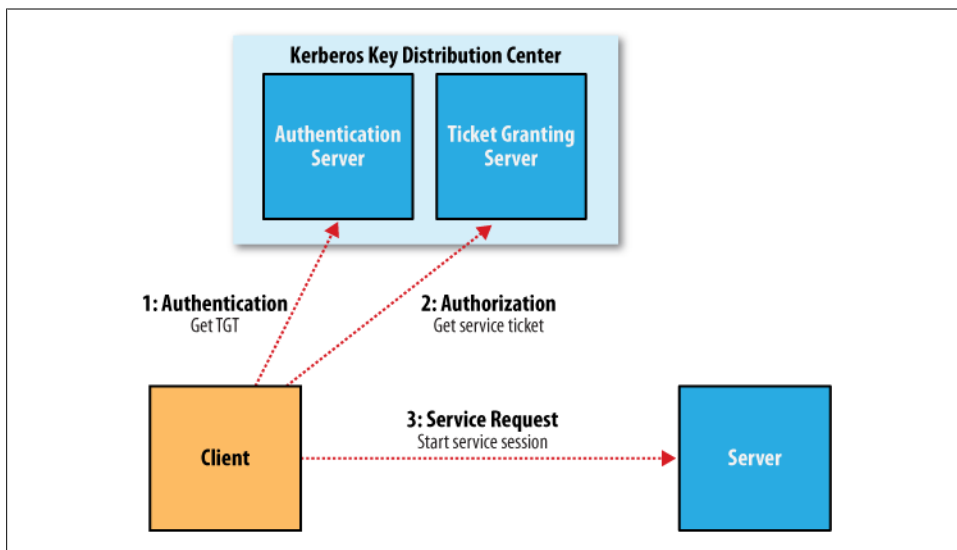 Kerberos Key Distribution Center
Authentication
Server
Ticket Granting
Server
1: Authentication
Get TGT
2: Authorization
Get service ticket
3: Service Request
Start service session
Client
Server